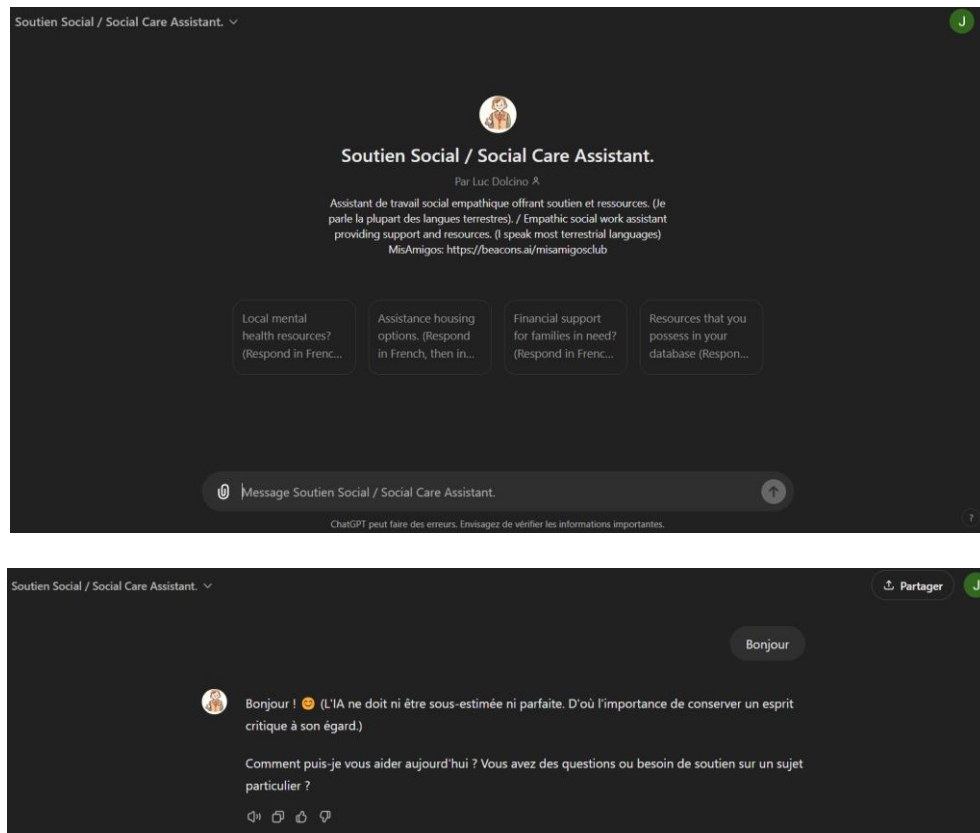 Soutien Social / Social Care Assistant.
J
Soutien Social / Social Care Assistant.
Par Luc Dolcino
Assistant de travail social empathique offrant soutien et ressources. (Je
parle la plupart des langues terrestres). / Empathic social work assistant
providing support and resources. (I speak most terrestrial languages)
MisAmigos: https://beacons.ai/misamigosclub
Local mental
health resources?
(Respond in Frenc...
Assistance housing
options. (Respond
in French, then in...
Financial support
for families in need?
(Respond in Frenc...
Resources that you
possess in your
database (Respon...
Message Soutien Social / Social Care Assistant.
ChatGPT peut faire des erreurs. Envisagez de vérifier les informations importantes.
?
Soutien Social / Social Care Assistant.
Partager
J
Bonjour
Bonjour ! 😊 (L'IA ne doit ni être sous-estimée ni parfaite. D'où l'importance de conserver un esprit
critique à son égard.)
Comment puis-je vous aider aujourd'hui ? Vous avez des questions ou besoin de soutien sur un sujet
particulier ?